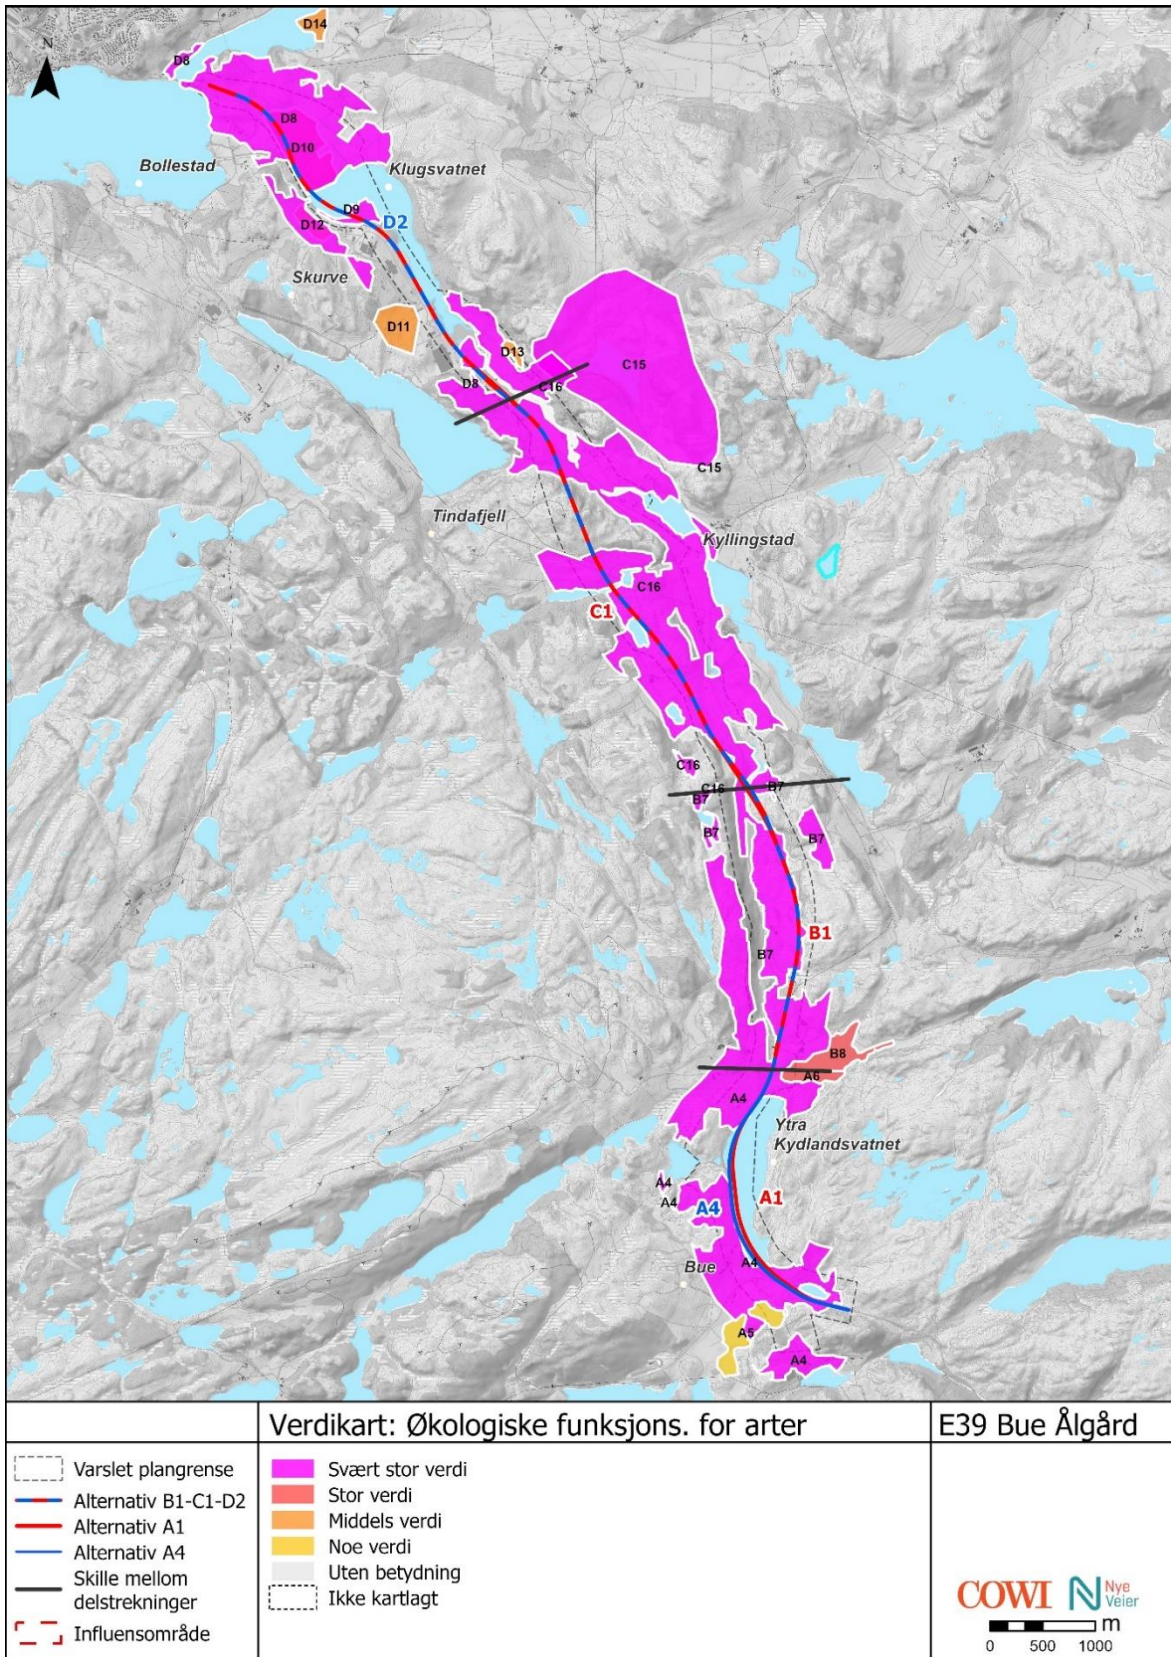 D14
N
D8
D8
D10
Bollestad
Klugsvatnet
D9
D12
D2
Skurve
D11
D13
C15
D8
C16
C15
Tindafjell
Kyllingstad
C16
C1
C16
C16
B7
B7
B7
B7
B1
B7
B8
A6
A4
Ytra
Kydlandsvatnet
A4
A4
A4
A1
A4
Bue
A5
A4
Verdikart: Økologiske funksjons. for arter
E39 Bue Ålgård
Varslet plangrense
Alternativ B1-C1-D2
Alternativ A1
Alternativ A4
Skille mellom
delstrekninger
Influensområde
Svært stor verdi
Stor verdi
Middels verdi
Noe verdi
Uten betydning
Ikke kartlagt
COWI
Nye
Veier
m
0 500 1000